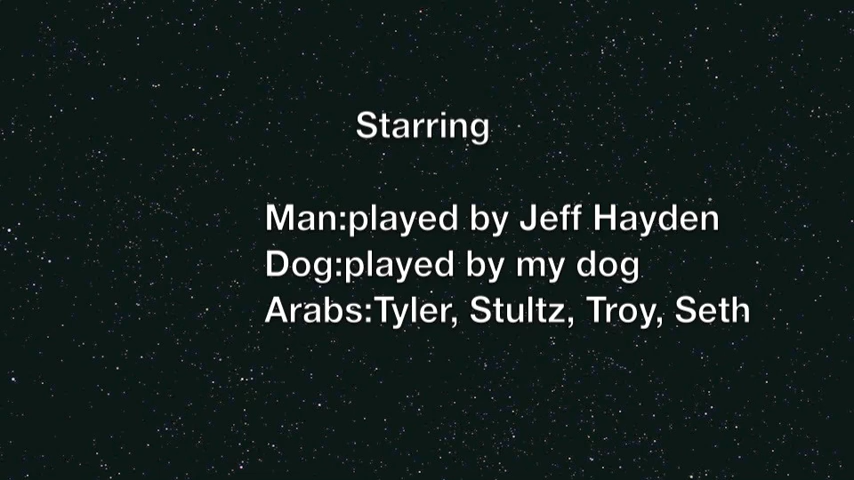 Starring
Man:played by Jeff Hayden
Dog:played by my dog
Arabs:Tyler, Stultz, Troy, Seth